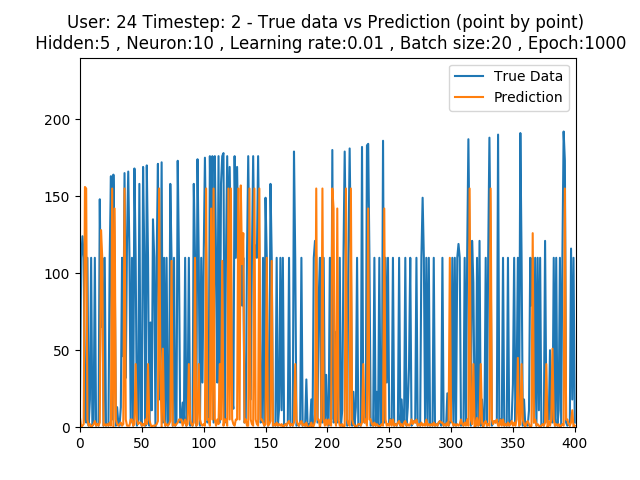 User: 24 Timestep: 2 - True data vs Prediction (point by point)
Hidden:5 , Neuron:10 , Learning rate:0.01 , Batch size:20 , Epoch:1000
True Data
Prediction
200
150
100
50
0
0 50 100 150 200 250 300 350 400